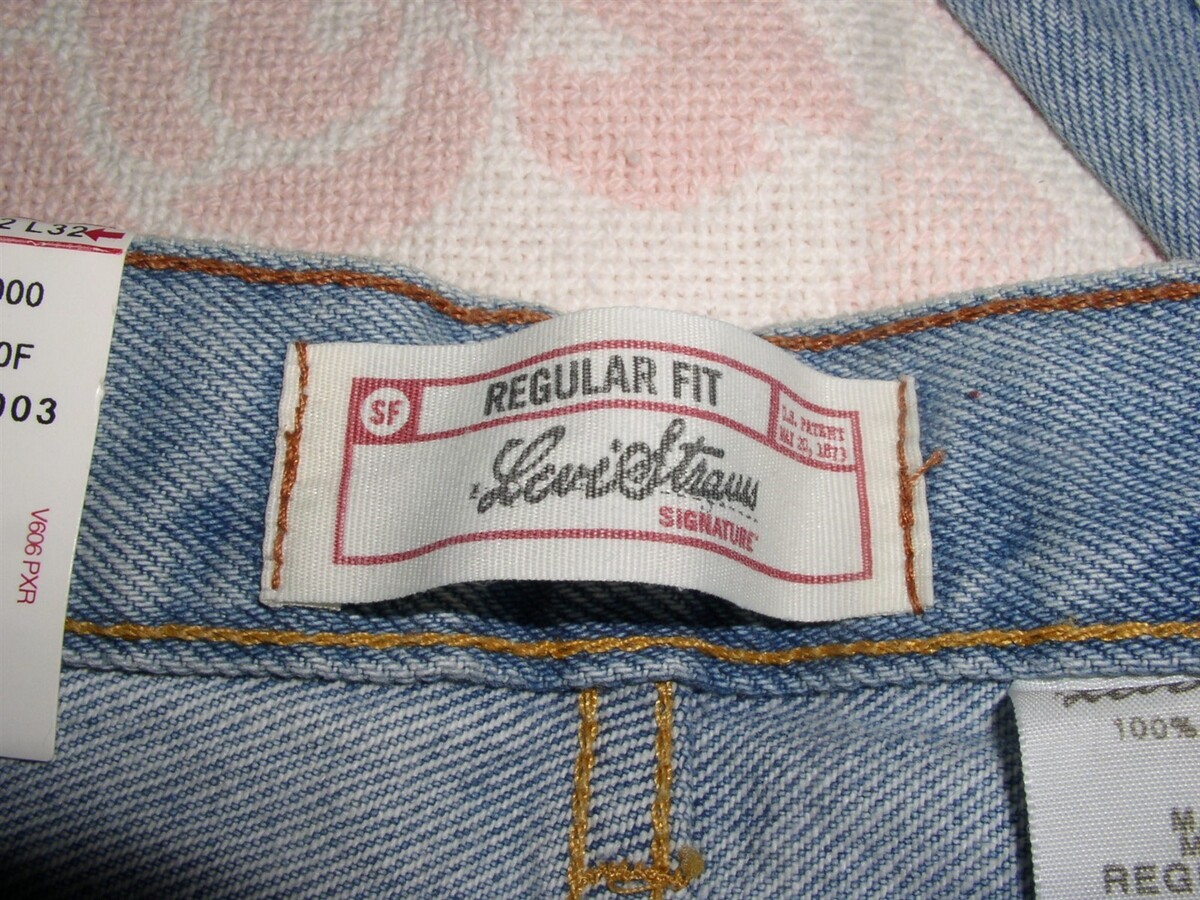 2 L32
000
0F
003
V606 PXR
SF
REGULAR FIT
U.S. PATENT
MAY 20, 1873
Levi Strauss
SIGNATURE
100%
M
REG